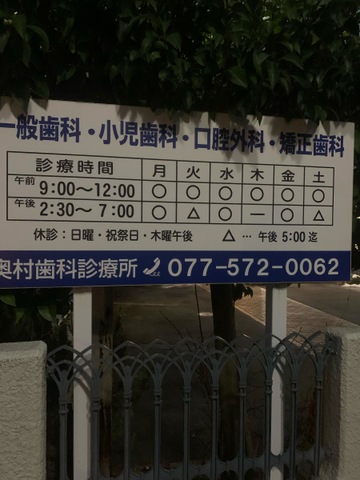 一般歯科・小児歯科・口腔外科・矯正歯科
診療時間 月 火 水 木 金 土
午前 9:00〜12:00 ○ ○ ○ ○ ○ ○
午後 2:30〜 7:00 ○ △ ○ — ○ △
休診：日曜・祝祭日・木曜午後 △ … 午後 5:00 迄
奥村歯科診療所 077-572-0062